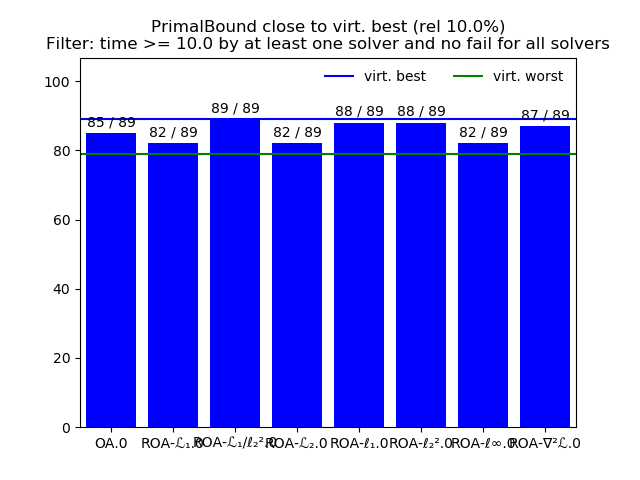 PrimalBound close to virt. best (rel 10.0%)
Filter: time >= 10.0 by at least one solver and no fail for all solvers
virt. best virt. worst
100
80
60
40
20
0
85 / 89 82 / 89 89 / 89 82 / 89 88 / 89 88 / 89 82 / 89 87 / 89
OA.0 ROA-ℒ₁.0 ROA-ℒ₁/ℓ₂².0 ROA-ℒ₂.0 ROA-ℓ₁.0 ROA-ℓ₂².0 ROA-ℓ∞.0 ROA-∇²ℒ.0